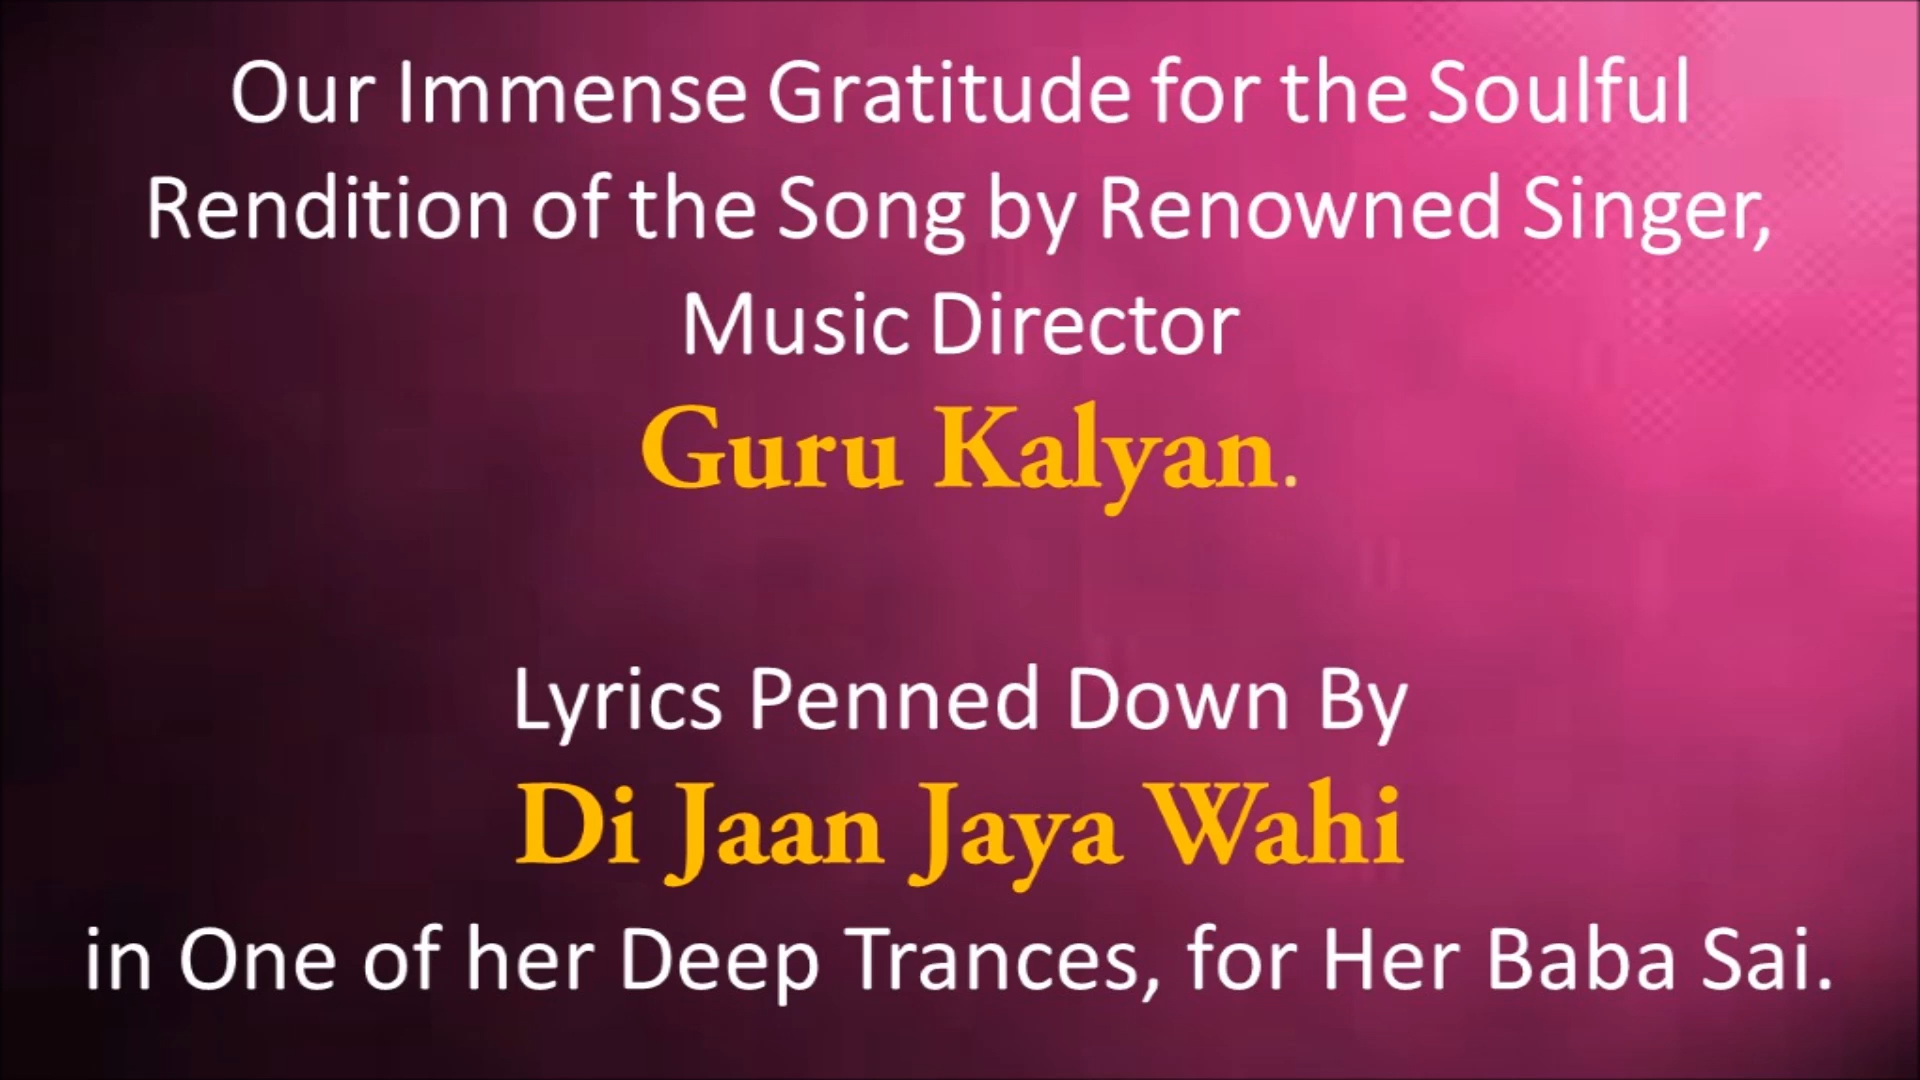 Our Immense Gratitude for the Soulful
Rendition of the Song by Renowned Singer,
Music Director
Guru Kalyan.
Lyrics Penned Down By
Di Jaan Jaya Wahi
in One of her Deep Trances, for Her Baba Sai.